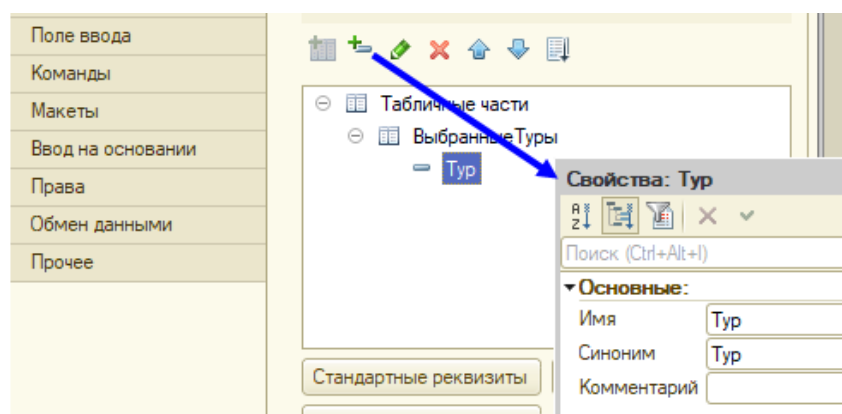 Поле ввода
Команды
Макеты
Ввод на основании
Права
Обмен данными
Прочее
Табличные части
ВыбранныеТуры
Тур
Стандартные реквизиты
Свойства: Тур
Поиск (Ctrl+Alt+I)
Основные:
Имя Тур
Синоним Тур
Комментарий